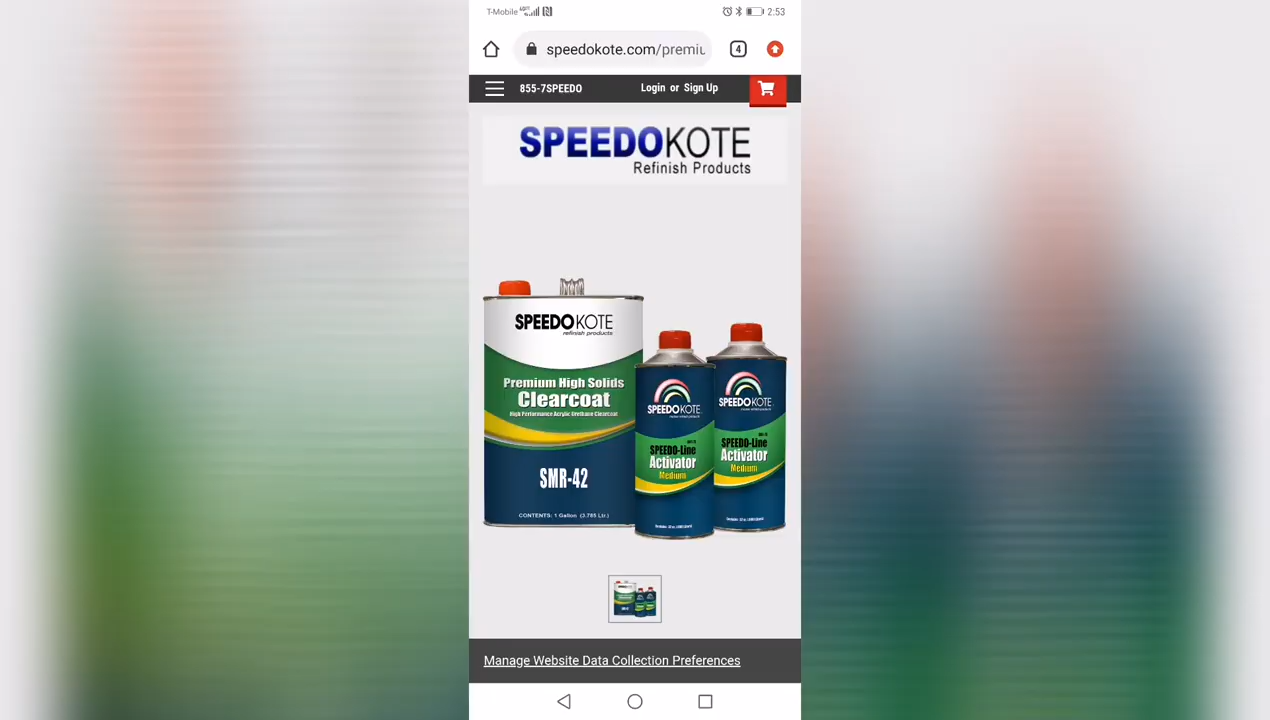 T-Mobile 2:53
speedokote.com/premiu 4
855-7SPEEDO Login or Sign Up
SPEEDOKOTE
Refinish Products
SPEEDOKOTE
refinish products
Premium High Solids
Clearcoat
High Performance Acrylic Urethane Clearcoat
SMR-42
CONTENTS: 1 Gallon (3.785 Ltr.)
SPEEDOKOTE
SPEEDO-Line
Activator
Medium
SPEEDOKOTE
SPEEDO-Line
Activator
Medium
Manage Website Data Collection Preferences